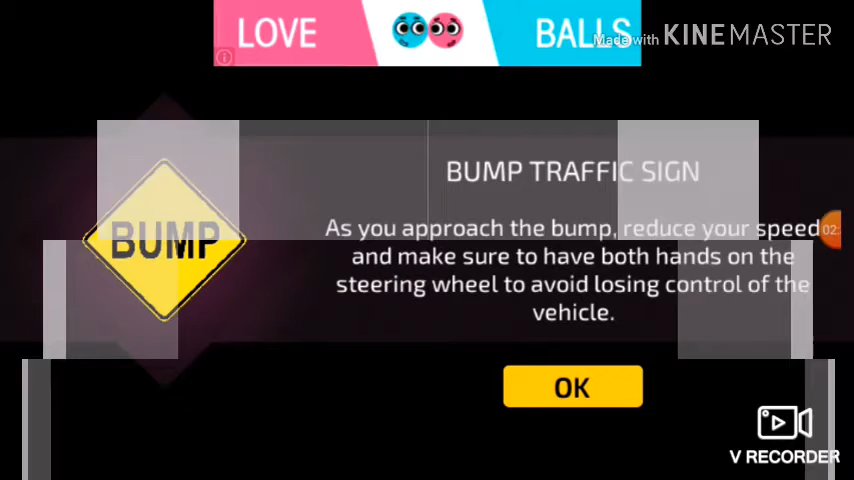 LOVE BALLS
Made with KINEMASTER
BUMP TRAFFIC SIGN
BUMP
As you approach the bump, reduce your speed
and make sure to have both hands on the
steering wheel to avoid losing control of the
vehicle.
OK
V RECORDER